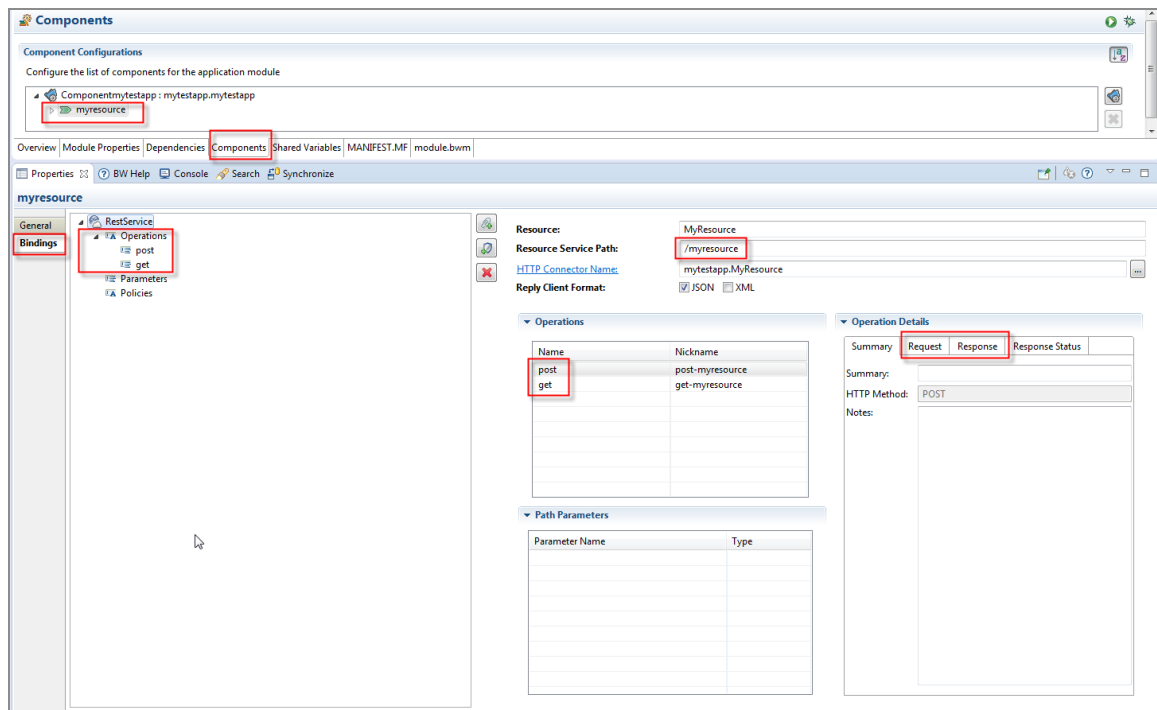 Components
Component Configurations
Configure the list of components for the application module
Componentmytestapp : mytestapp.mytestapp
myresource
Overview Module Properties Dependencies Components Shared Variables MANIFEST.MF module.bwm
Properties BW Help Console Search Synchronize
myresource
General
Bindings
RestService
Operations
post
get
Parameters
Policies
Resource: MyResource
Resource Service Path: /myresource
HTTP Connector Name: mytestapp.MyResource ...
Reply Client Format: JSON XML
Operations
Name Nickname
post post-myresource
get get-myresource
Path Parameters
Parameter Name Type
Operation Details
Summary Request Response Response Status
Summary:
HTTP Method: POST
Notes: